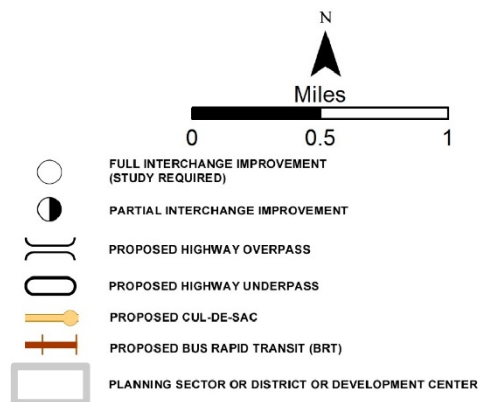 N
Miles
0 0.5 1
FULL INTERCHANGE IMPROVEMENT
(STUDY REQUIRED)
PARTIAL INTERCHANGE IMPROVEMENT
PROPOSED HIGHWAY OVERPASS
PROPOSED HIGHWAY UNDERPASS
PROPOSED CUL-DE-SAC
PROPOSED BUS RAPID TRANSIT (BRT)
PLANNING SECTOR OR DISTRICT OR DEVELOPMENT CENTER